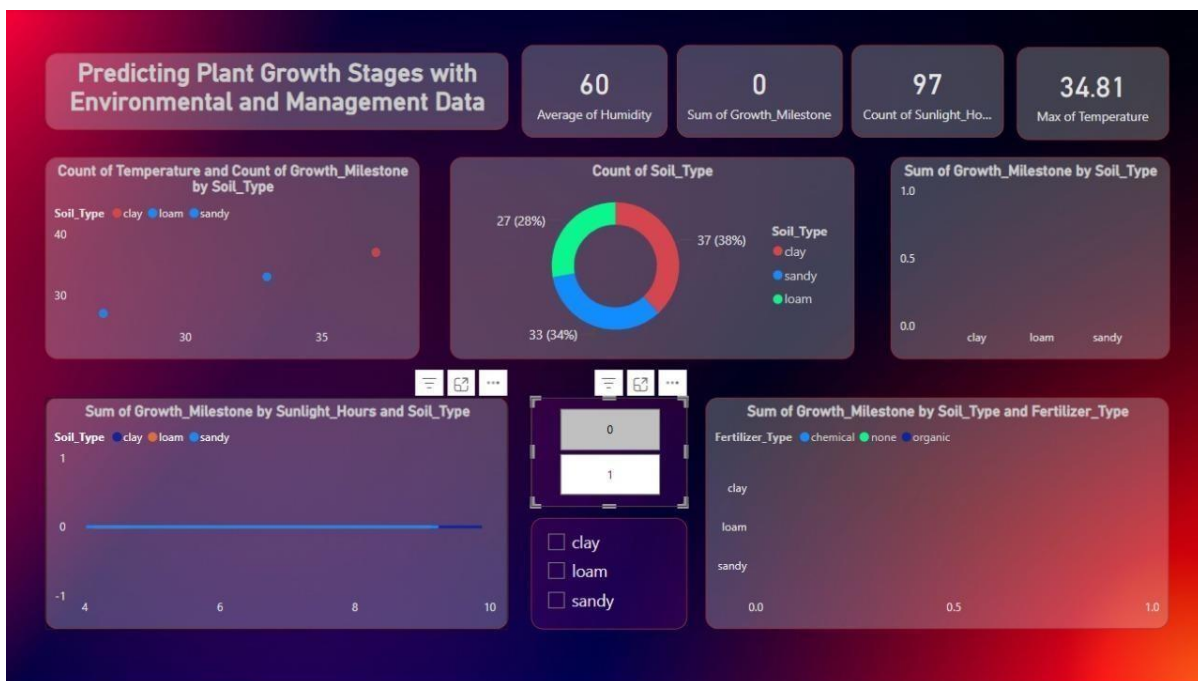 Predicting Plant Growth Stages with
Environmental and Management Data
60
Average of Humidity
0
Sum of Growth_Milestone
97
Count of Sunlight_Ho...
34.81
Max of Temperature
Count of Temperature and Count of Growth_Milestone
by Soil_Type
Soil_Type clay loam sandy
40
30
30 35
Count of Soil_Type
27 (28%)
37 (38%)
33 (34%)
Soil_Type
clay
sandy
loam
Sum of Growth_Milestone by Soil_Type
1.0
0.5
0.0
clay loam sandy
Sum of Growth_Milestone by Sunlight_Hours and Soil_Type
Soil_Type clay loam sandy
1
0
-1
4 6 8 10
0
1
clay
loam
sandy
Sum of Growth_Milestone by Soil_Type and Fertilizer_Type
Fertilizer_Type chemical none organic
clay
loam
sandy
0.0 0.5 1.0